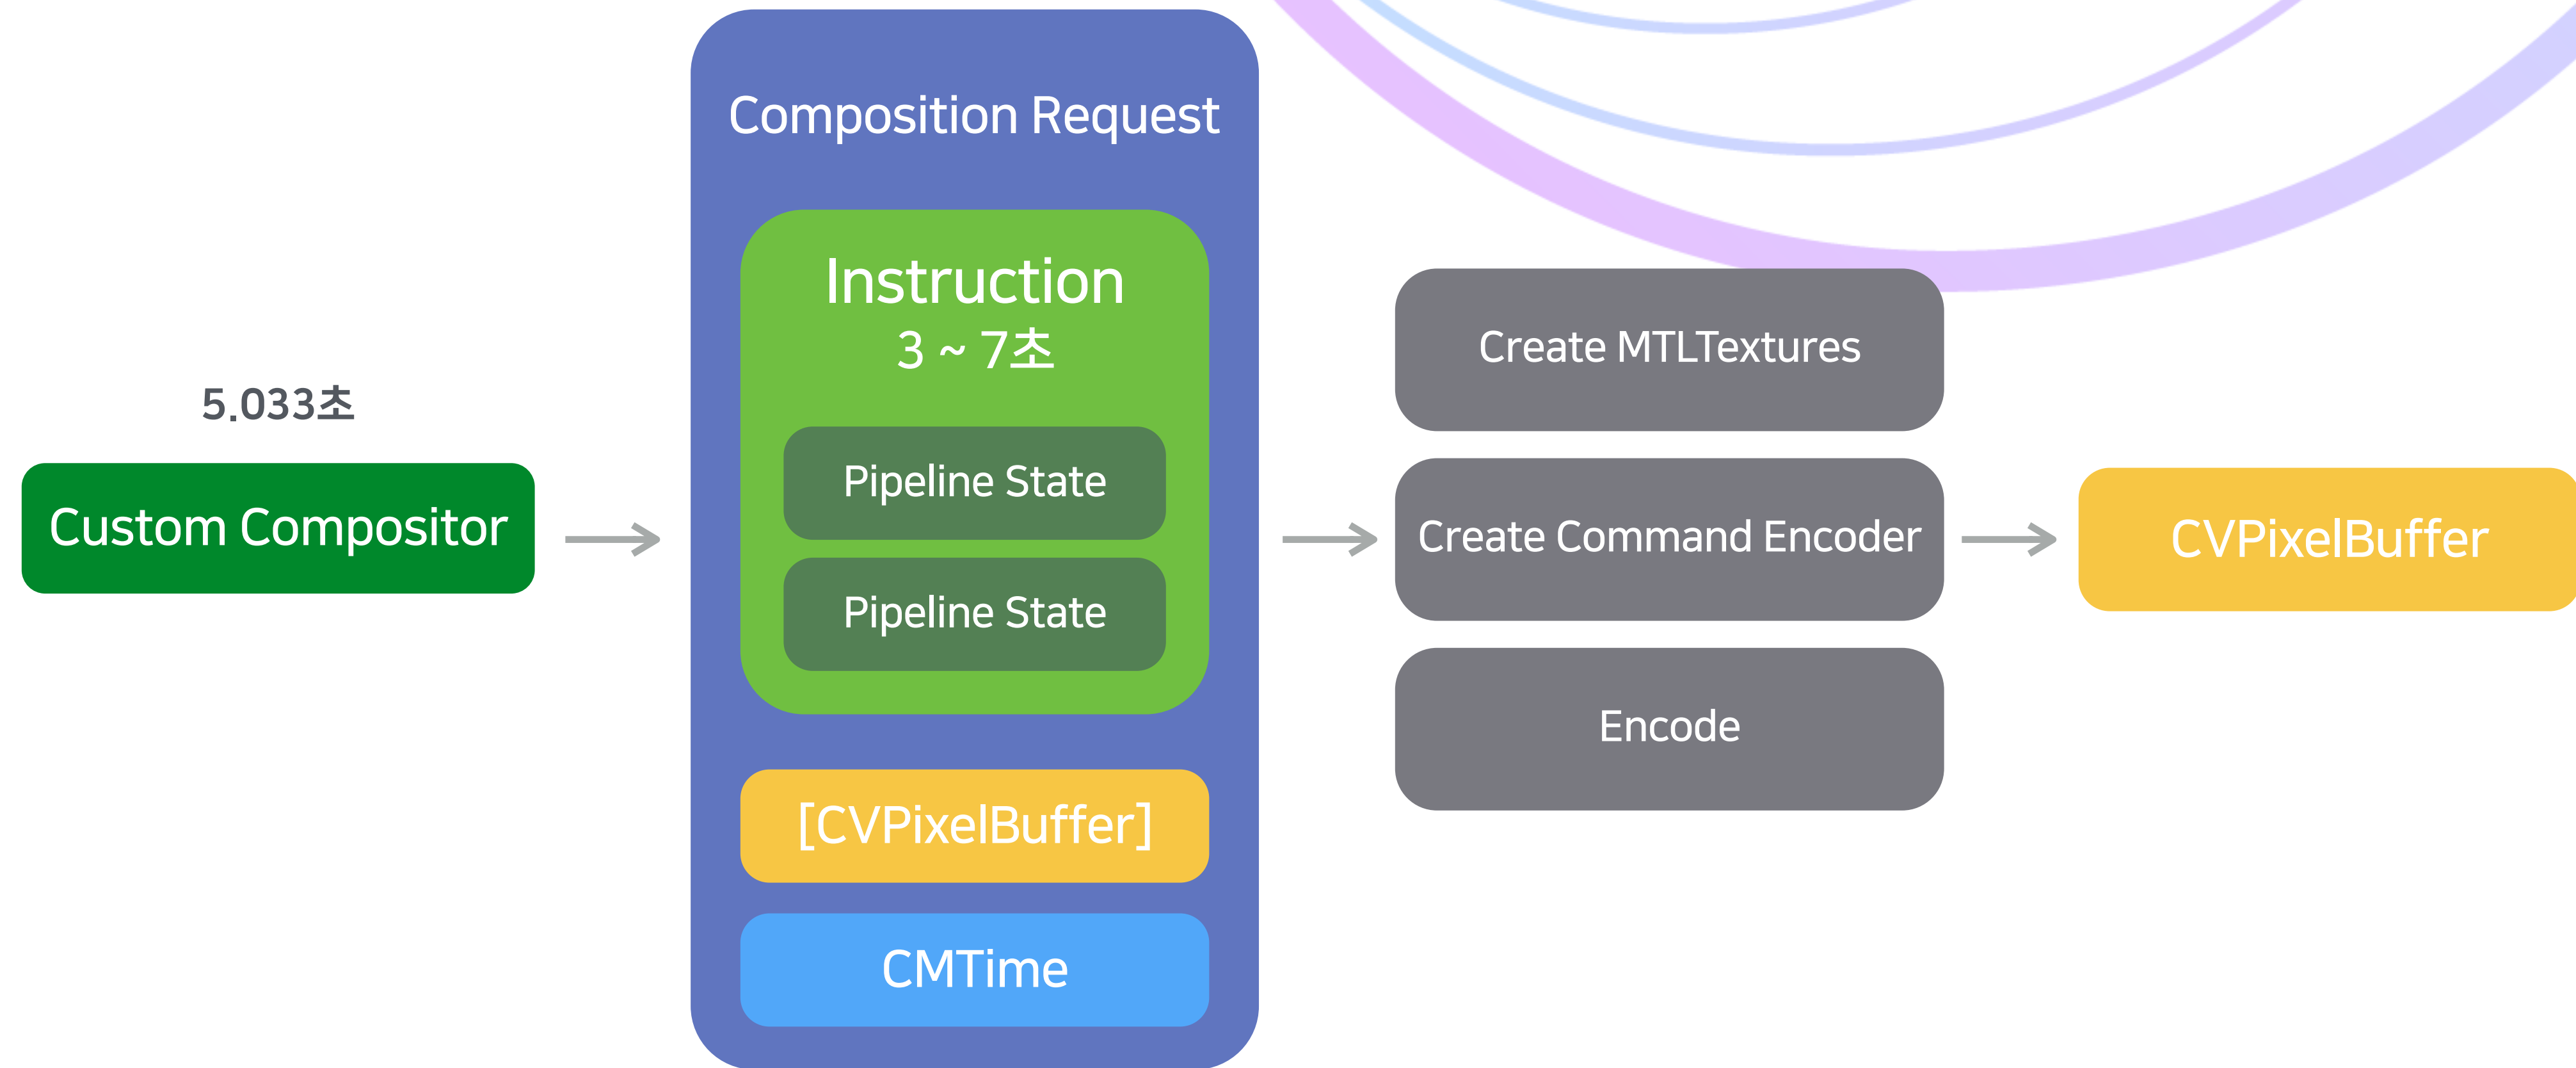 5.033초
Custom Compositor
Composition Request
Instruction
3 ~ 7초
Pipeline State
Pipeline State
[CVPixelBuffer]
CMTime
Create MTLTextures
Create Command Encoder
Encode
CVPixelBuffer